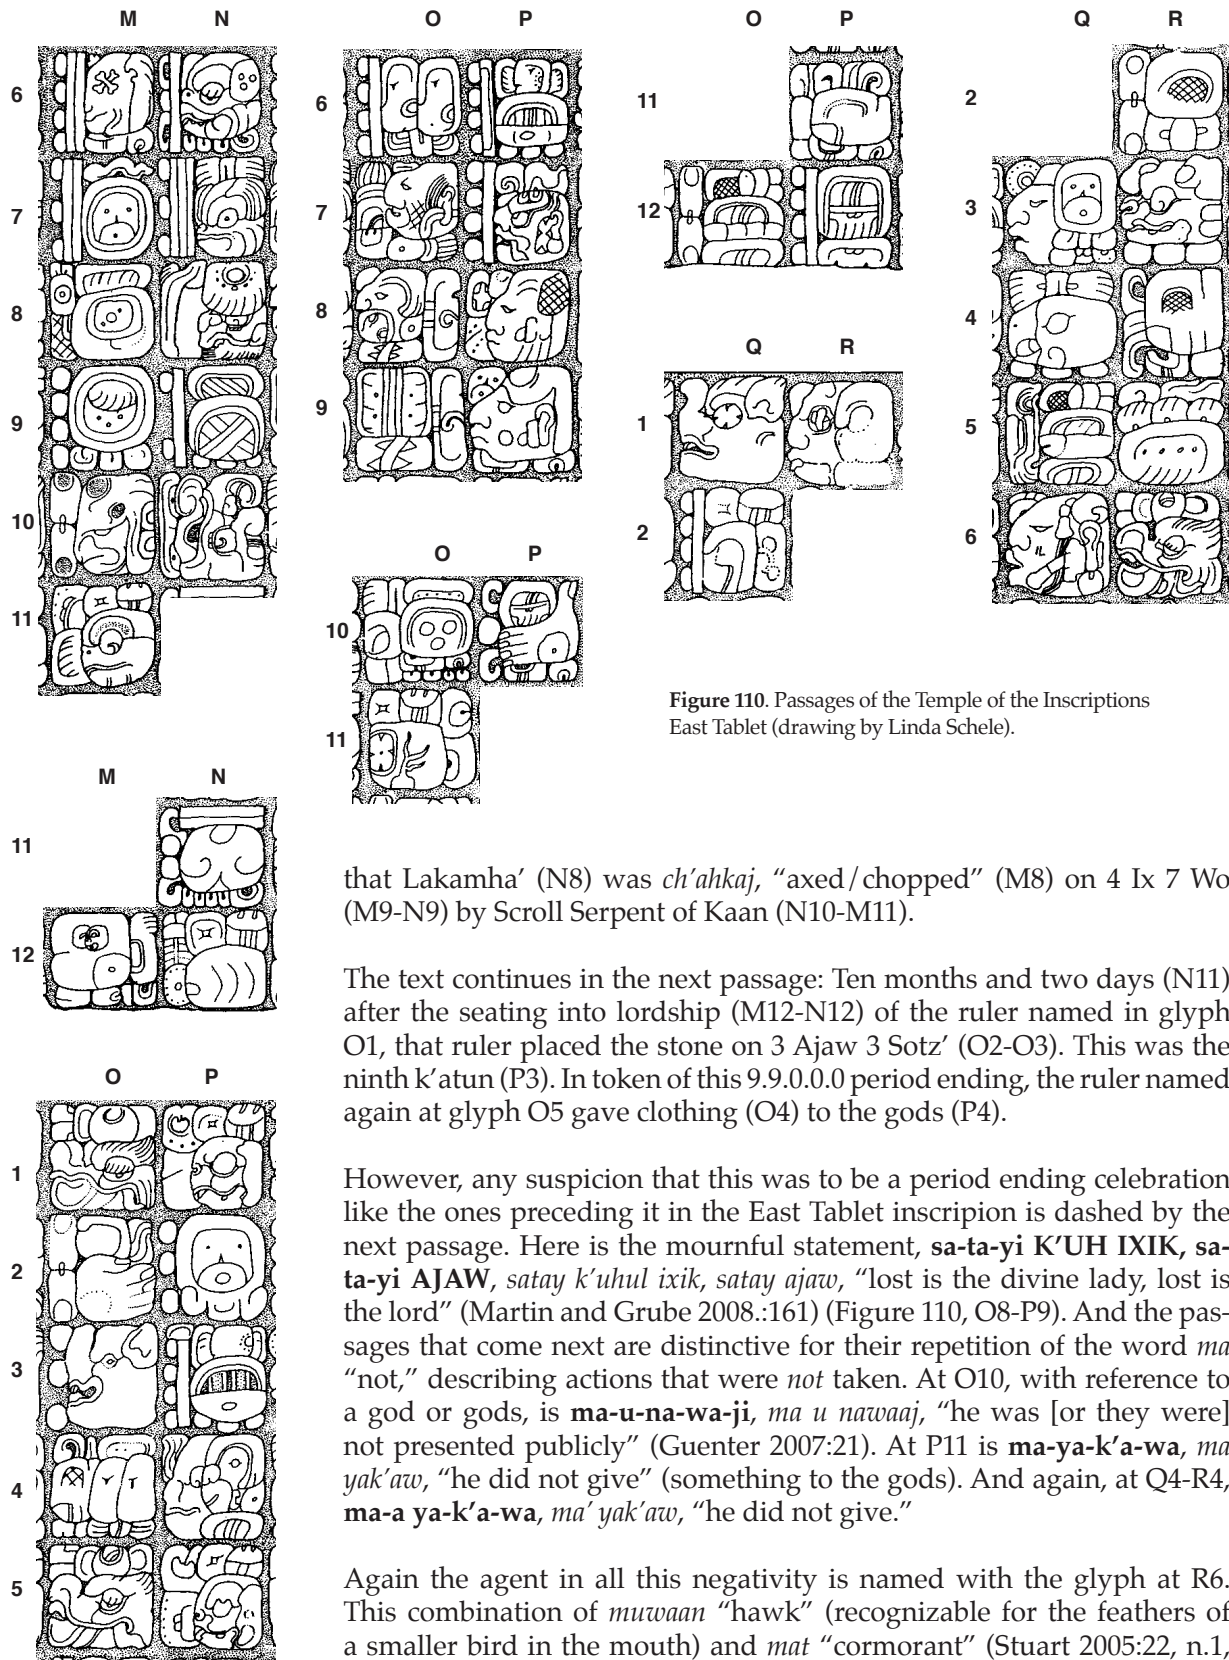 M N
6
7
8
9
10
11
O P
6
7
8
9
O P
11
12
Q R
1
2
Q R
2
3
4
5
6
O P
10
11
Figure 110. Passages of the Temple of the Inscriptions
East Tablet (drawing by Linda Schele).
M N
11
12
O P
1
2
3
4
5
that Lakamha’ (N8) was ch’ahkaj, “axed/chopped” (M8) on 4 Ix 7 Wo
(M9-N9) by Scroll Serpent of Kaan (N10-M11).
The text continues in the next passage: Ten months and two days (N11)
after the seating into lordship (M12-N12) of the ruler named in glyph
O1, that ruler placed the stone on 3 Ajaw 3 Sotz’ (O2-O3). This was the
ninth k’atun (P3). In token of this 9.9.0.0.0 period ending, the ruler named
again at glyph O5 gave clothing (O4) to the gods (P4).
However, any suspicion that this was to be a period ending celebration
like the ones preceding it in the East Tablet inscripion is dashed by the
next passage. Here is the mournful statement, sa-ta-yi K’UH IXIK, sa-
ta-yi AJAW, satay k’uhul ixik, satay ajaw, “lost is the divine lady, lost is
the lord” (Martin and Grube 2008.:161) (Figure 110, O8-P9). And the pas-
sages that come next are distinctive for their repetition of the word ma
“not,” describing actions that were not taken. At O10, with reference to
a god or gods, is ma-u-na-wa-ji, ma u nawaaj, “he was [or they were]
not presented publicly” (Guenter 2007:21). At P11 is ma-ya-k’a-wa, ma
yak’aw, “he did not give” (something to the gods). And again, at Q4-R4,
ma-a ya-k’a-wa, ma’ yak’aw, “he did not give.”
Again the agent in all this negativity is named with the glyph at R6.
This combination of muwaan “hawk” (recognizable for the feathers of
a smaller bird in the mouth) and mat “cormorant” (Stuart 2005:22, n.1,